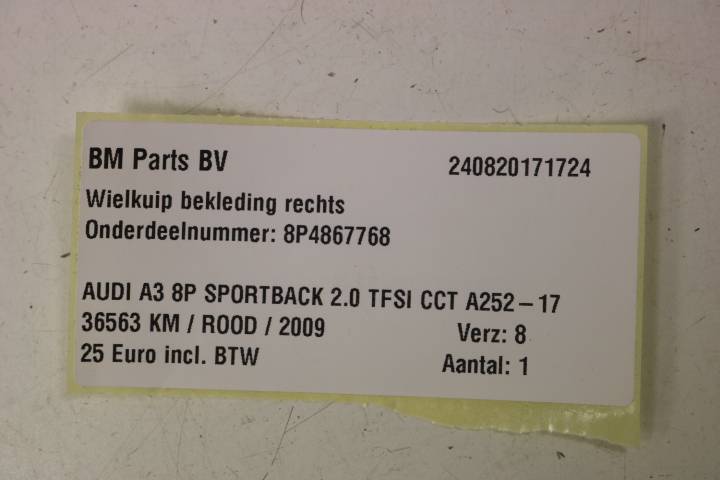 BM Parts BV 240820171724
Wielkuip bekleding rechts
Onderdeelnummer: 8P4867768
AUDI A3 8P SPORTBACK 2.0 TFSI CCT A252-17
36563 KM / ROOD / 2009 Verz: 8
25 Euro incl. BTW Aantal: 1